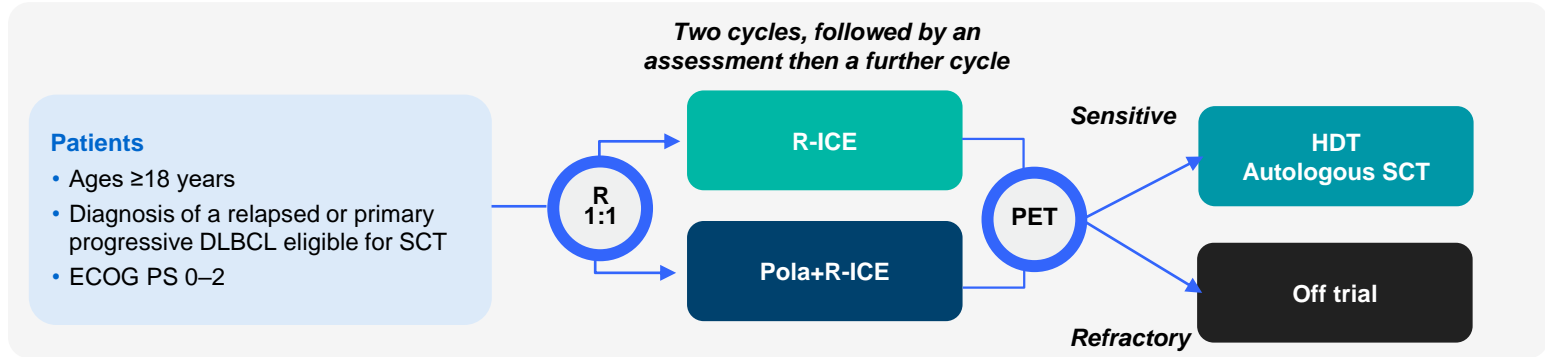 Two cycles, followed by an
assessment then a further cycle
Patients
• Ages ≥18 years
• Diagnosis of a relapsed or primary
progressive DLBCL eligible for SCT
• ECOG PS 0–2
R
1:1
R-ICE
Pola+R-ICE
PET
Sensitive
HDT
Autologous SCT
Off trial
Refractory